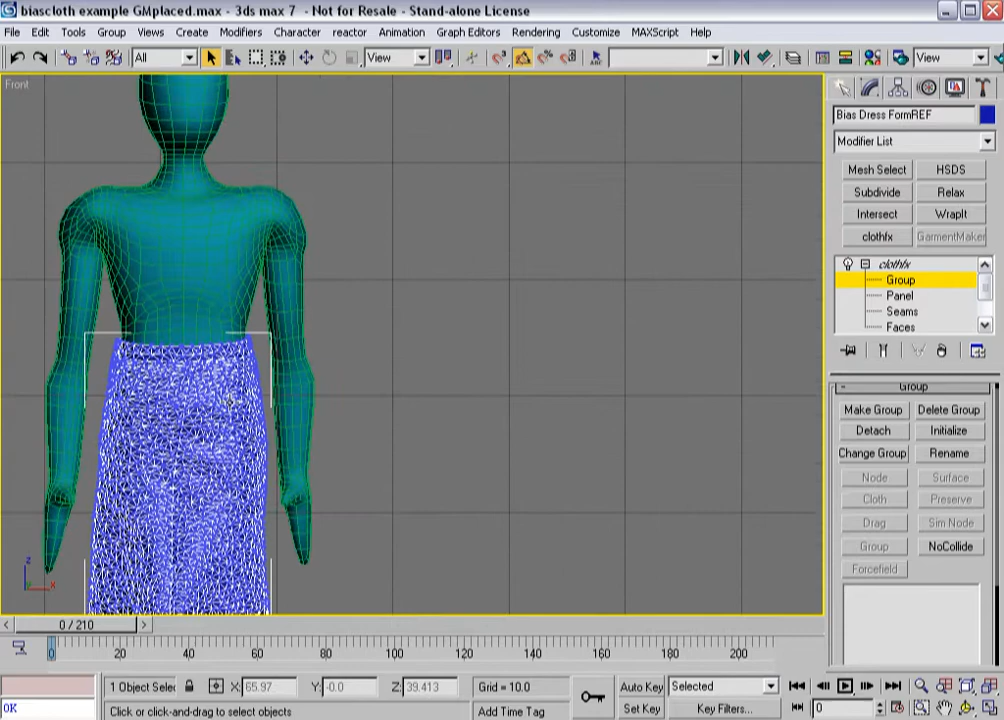 biascloth example GMplaced.max - 3ds max 7 - Not for Resale - Stand-alone License
File Edit Tools Group Views Create Modifiers Character reactor Animation Graph Editors Rendering Customize MAXScript Help
All View View
Front
Bias Dress FormREF
Modifier List
Mesh Select HSDS
Subdivide Relax
Intersect WrapIt
clothfx GarmentMaker
clothfx
Group
Panel
Seams
Faces
- Group
Make Group Delete Group
Detach Initialize
Change Group Rename
Node Surface
Cloth Preserve
Drag Sim Node
Group NoCollide
Forcefield
z
x
< 0 / 210 >
0 20 40 60 80 100 120 140 160 180 200
1 Object Selec X: 65.97 Y: -0.0 Z: 39.413 Grid = 10.0 Auto Key Selected
OK Click or click-and-drag to select objects Add Time Tag Set Key Key Filters... 0